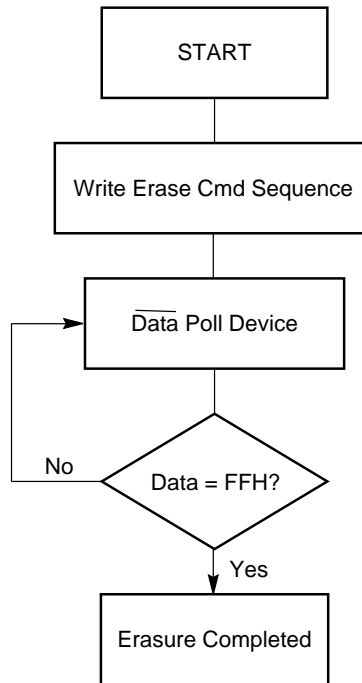 START
Write Erase Cmd Sequence
Data Poll Device
No
Data = FFH?
Yes
Erasure Completed